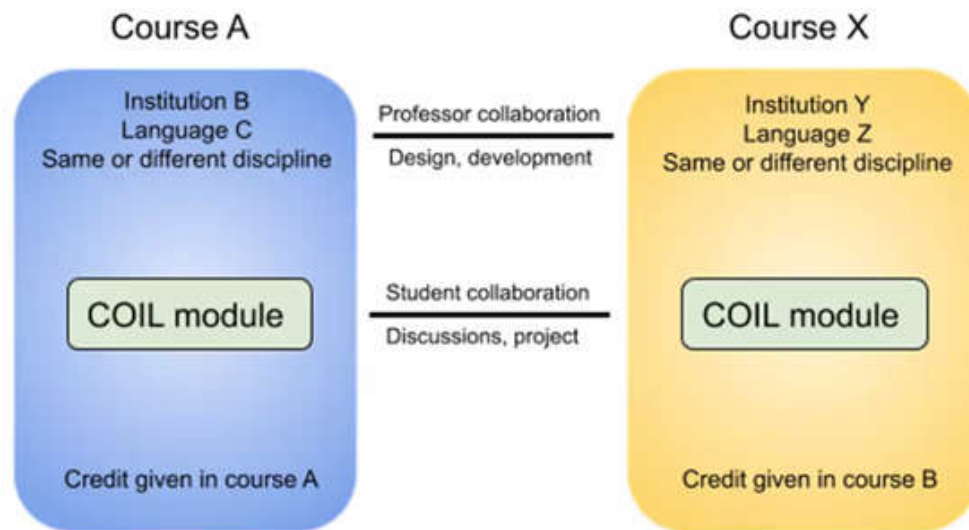 Course A
Course X
Institution B
Language C
Same or different discipline
Professor collaboration
Design, development
Institution Y
Language Z
Same or different discipline
COIL module
Student collaboration
Discussions, project
COIL module
Credit given in course A
Credit given in course B